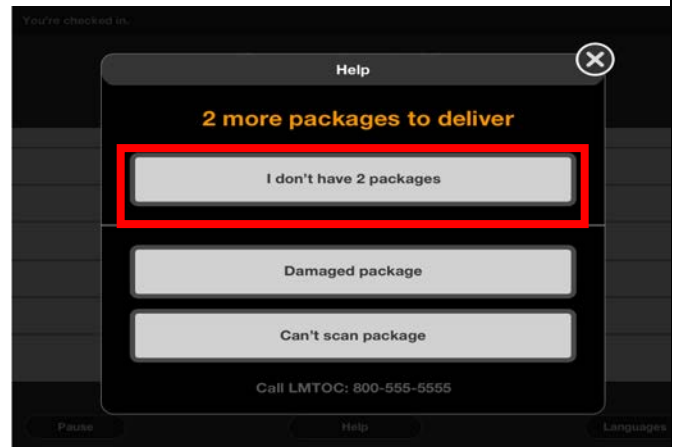 You're checked in.
Help
2 more packages to deliver
I don't have 2 packages
Damaged package
Can't scan package
Call LMTOC: 800-555-5555
Pause
Help
Languages